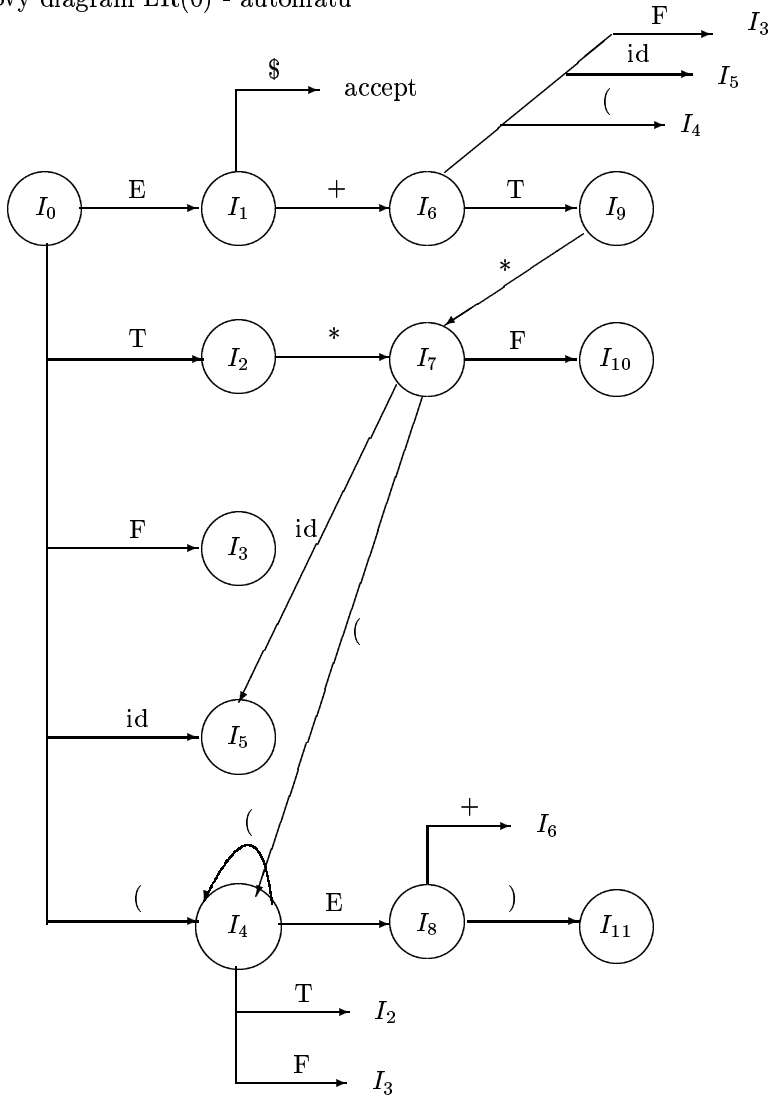 diagram LR(0) - automatu
F I3
$ id
accept I5
(
I4
E + T
I0 I1 I6 I9
*
T * F
I2 I7 I10
F id
I3
(
id
I5
(
+
I6
( E )
I4 I8 I11
T
I2
F
I3